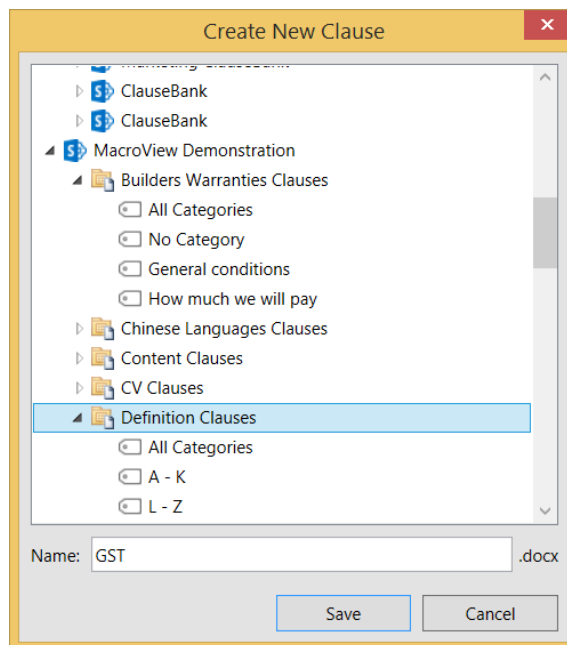 Create New Clause
ClauseBank
ClauseBank
MacroView Demonstration
Builders Warranties Clauses
All Categories
No Category
General conditions
How much we will pay
Chinese Languages Clauses
Content Clauses
CV Clauses
Definition Clauses
All Categories
A - K
L - Z
Name: GST .docx
Save Cancel